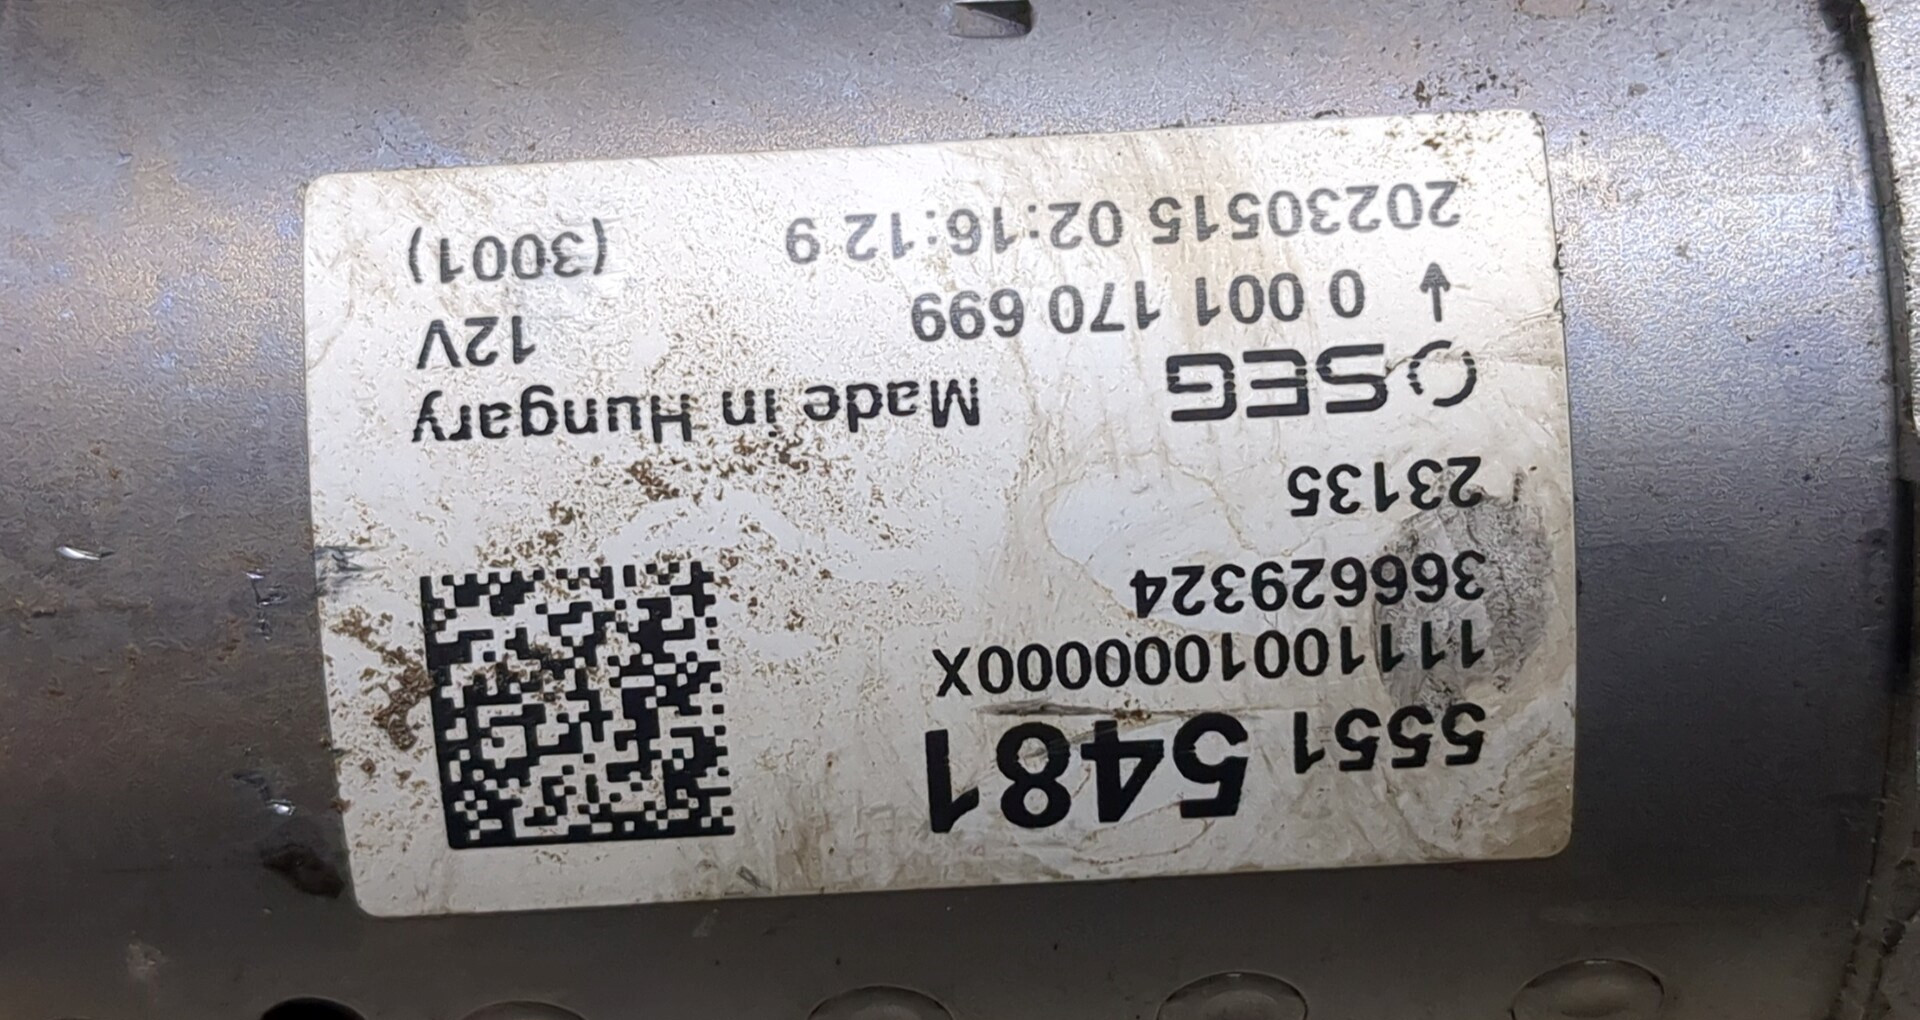 5551 5481
1111001000000X
366629324
23135
SEG Made in Hungary
↓ 0 001 170 699 12V
20230515 02:16:12 9 (3001)